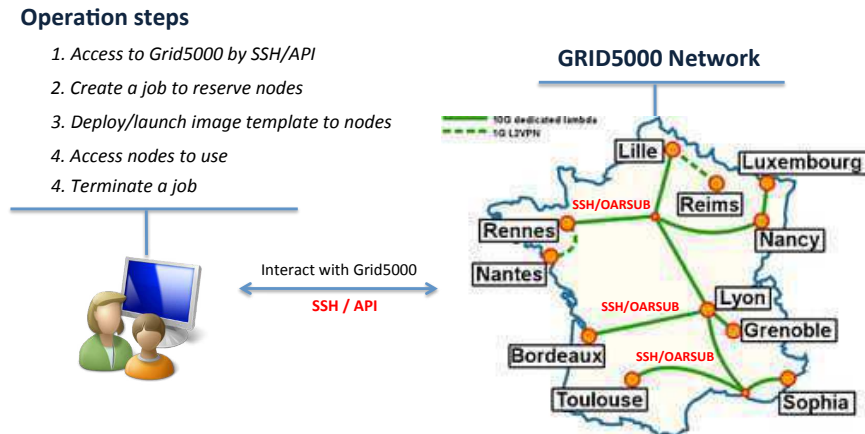 Operation steps
1. Access to Grid5000 by SSH/API
2. Create a job to reserve nodes
3. Deploy/launch image template to nodes
4. Access nodes to use
4. Terminate a job
Interact with Grid5000
SSH / API
GRID5000 Network
10G dedicated lambda
1G L2VPN
Lille
Luxembourg
Reims
SSH/OARSUB
Rennes
Nancy
Nantes
Lyon
SSH/OARSUB
Grenoble
Bordeaux
SSH/OARSUB
Toulouse
Sophia